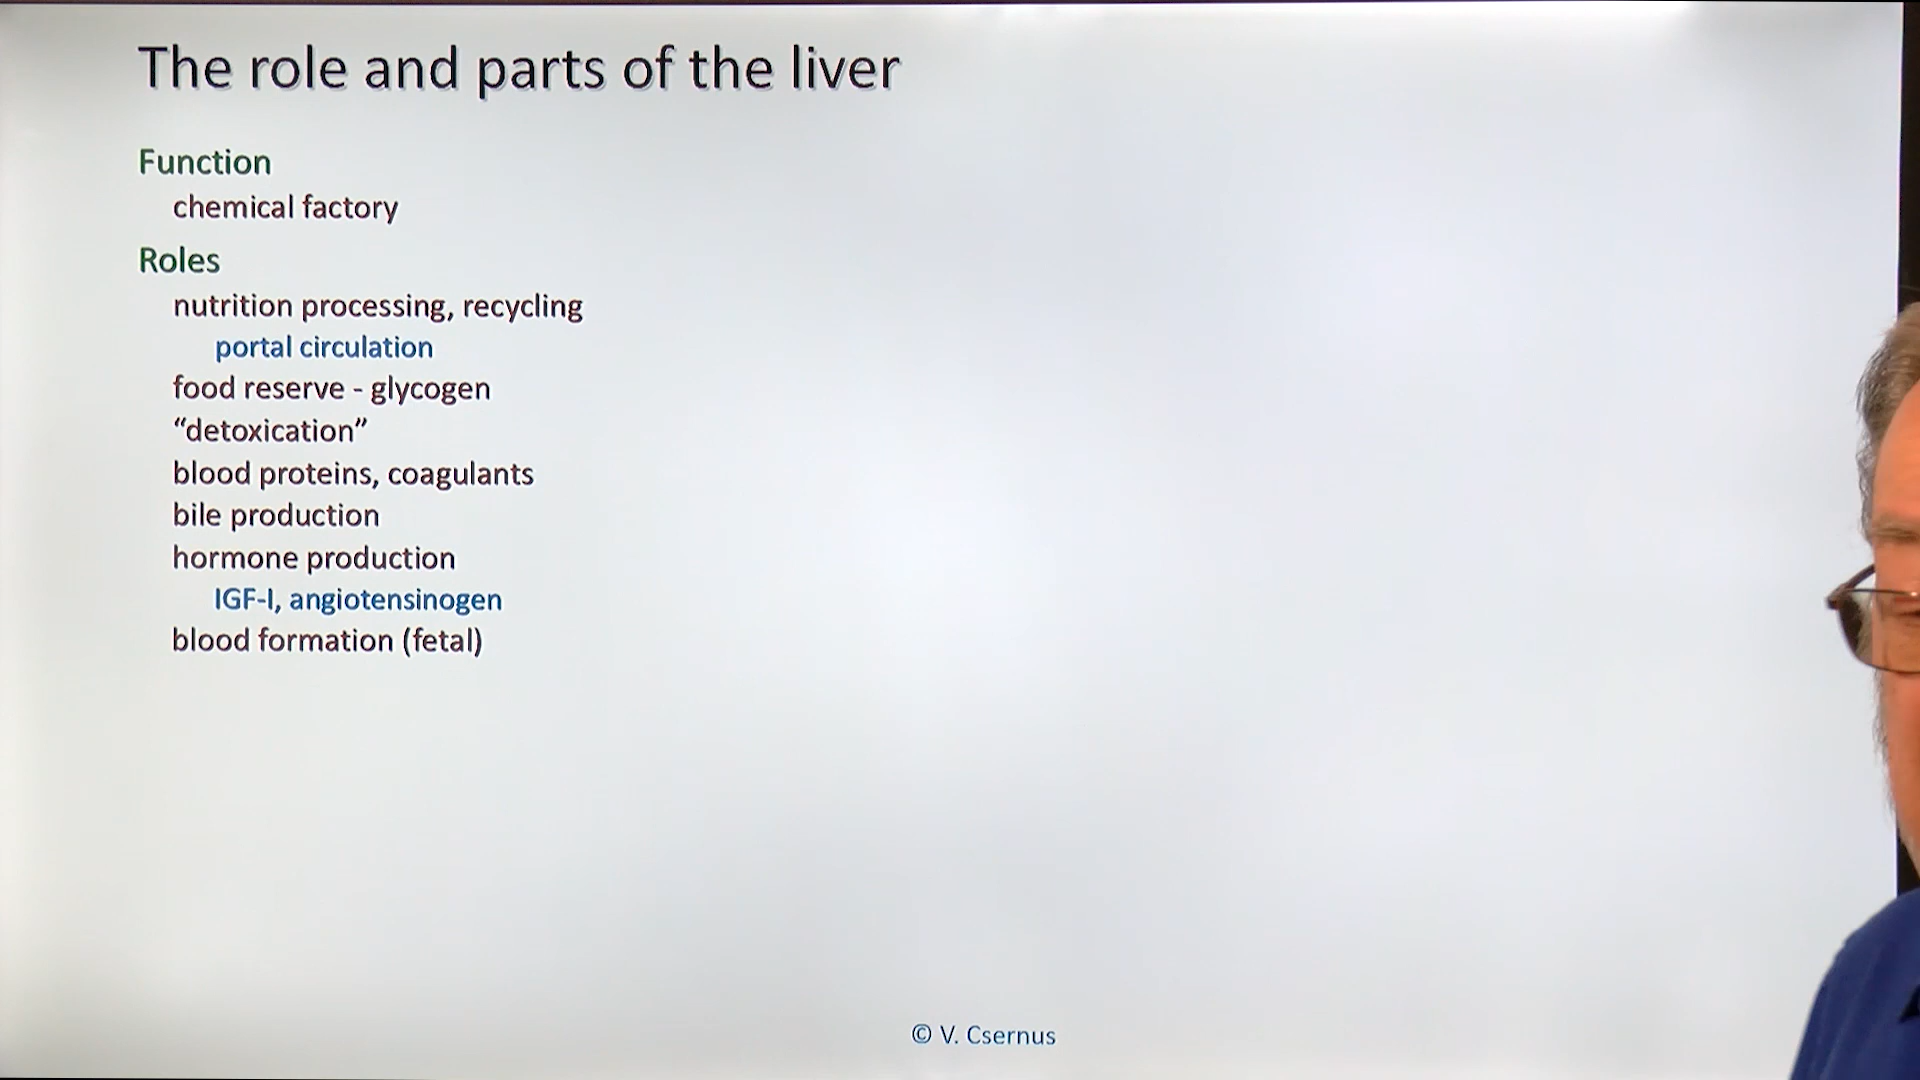 The role and parts of the liver
Function
chemical factory
Roles
nutrition processing, recycling
portal circulation
food reserve - glycogen
“detoxication”
blood proteins, coagulants
bile production
hormone production
IGF-I, angiotensinogen
blood formation (fetal)
© V. Csernus